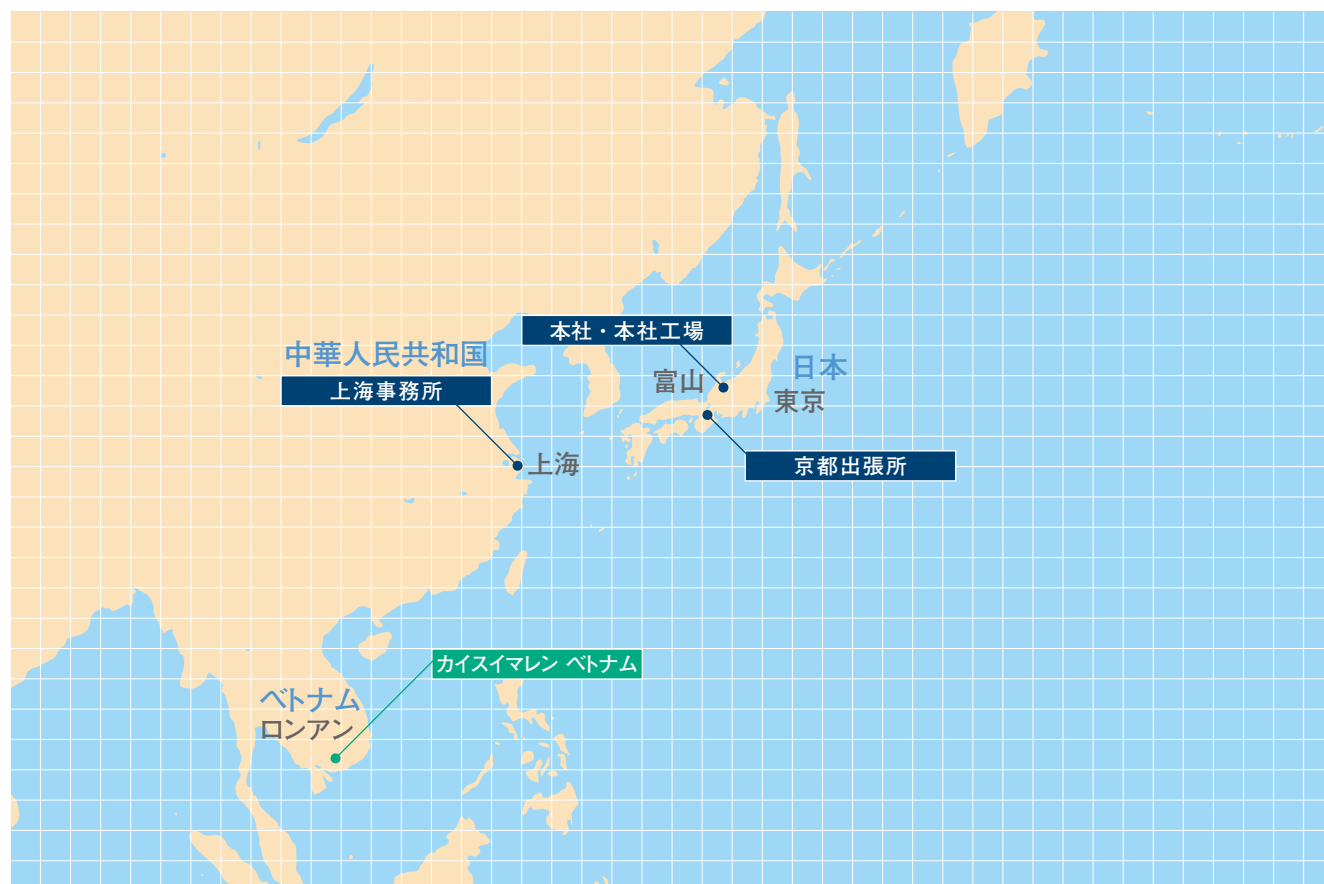 本社・本社工場
中華人民共和国
日本
富山
上海事務所
東京
上海
京都出張所
カイスイマレン ベトナム
ベトナム
ロンアン